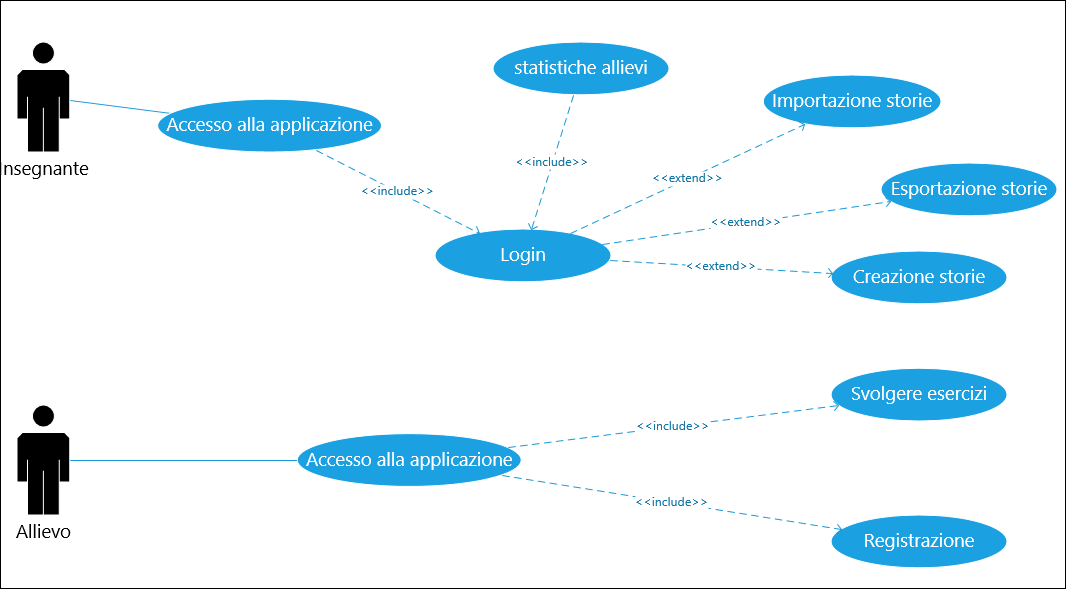 statistiche allievi
Importazione storie
Accesso alla applicazione
<<include>>
Insegnante
<<extend>>
Esportazione storie
<<include>>
<<extend>>
Login
<<extend>>
Creazione storie
Svolgere esercizi
<<include>>
Accesso alla applicazione
<<include>>
Allievo
Registrazione